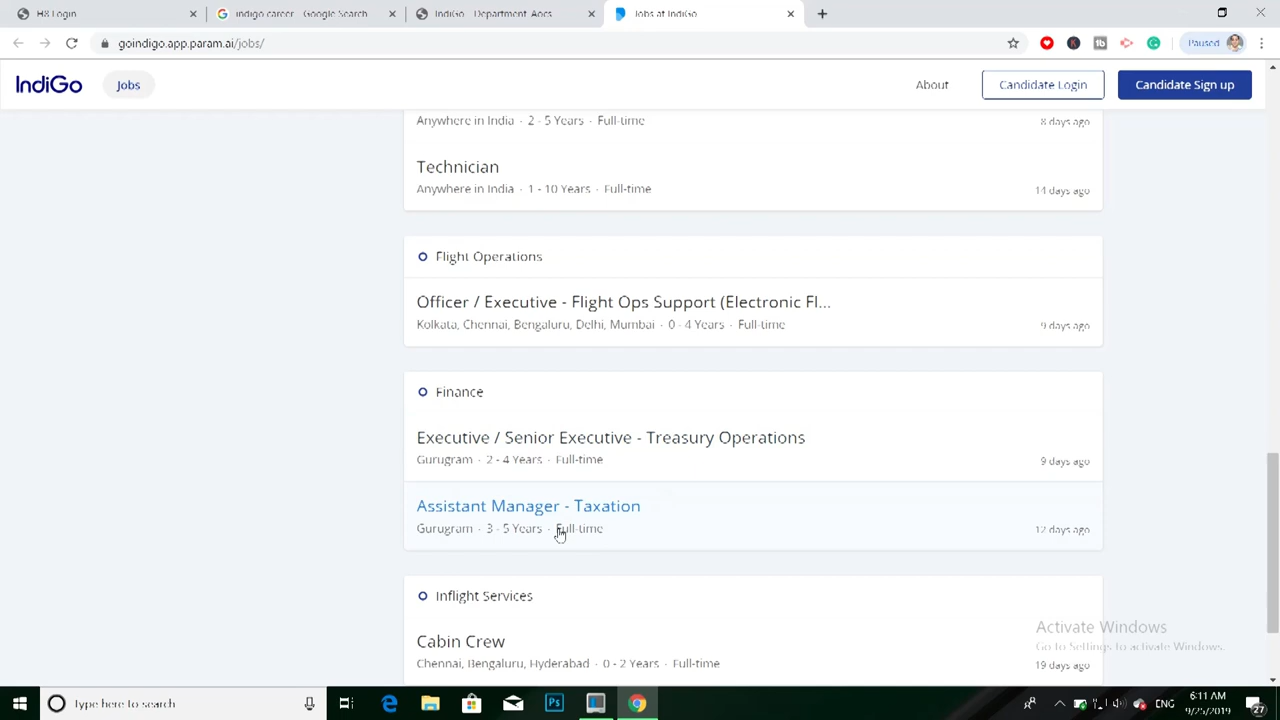 H8 Login
indigo career - Google Search
IndiGo - Department-Aocs
Jobs at IndiGo
goindigo.app.param.ai/jobs/
Paused
IndiGo
Jobs
About
Candidate Login
Candidate Sign up
Anywhere in India · 2 - 5 Years · Full-time
8 days ago
Technician
Anywhere in India · 1 - 10 Years · Full-time
14 days ago
Flight Operations
Officer / Executive - Flight Ops Support (Electronic Fl...
Kolkata, Chennai, Bengaluru, Delhi, Mumbai · 0 - 4 Years · Full-time
9 days ago
Finance
Executive / Senior Executive - Treasury Operations
Gurugram · 2 - 4 Years · Full-time
9 days ago
Assistant Manager - Taxation
Gurugram · 3 - 5 Years · Full-time
12 days ago
Inflight Services
Cabin Crew
Chennai, Bengaluru, Hyderabad · 0 - 2 Years · Full-time
19 days ago
Activate Windows
Go to Settings to activate Windows.
Type here to search
Ps
ENG
6:11 AM
9/25/2019
27